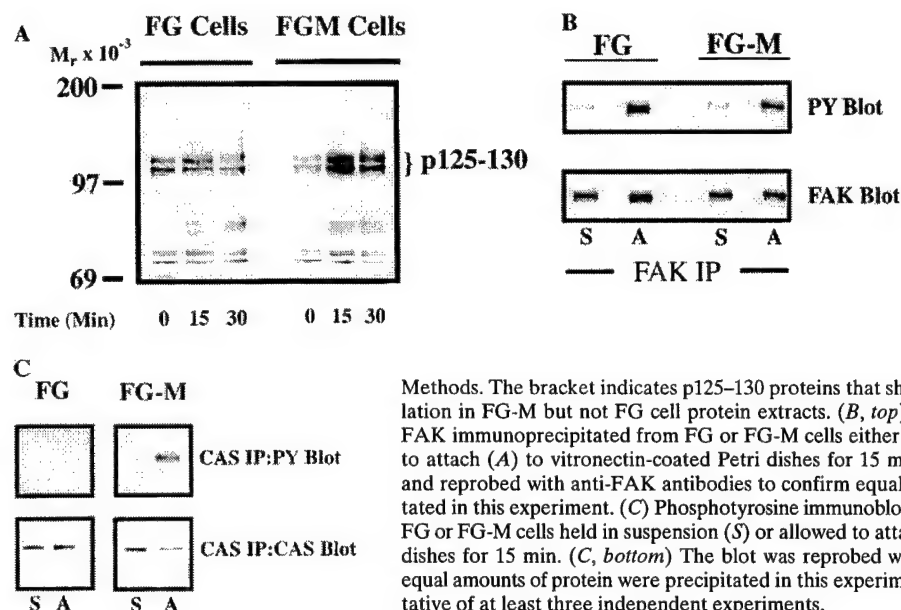 A
FG Cells FGM Cells
Mr x 10-3
200
97
69
} p125-130
Time (Min) 0 15 30 0 15 30
B
FG FG-M
PY Blot
FAK Blot
S A S A
FAK IP
C
FG FG-M
CAS IP:PY Blot
CAS IP:CAS Blot
S A S A
Methods. The bracket indicates p125–130 proteins that sh
lation in FG-M but not FG cell protein extracts. (B, top)
FAK immunoprecipitated from FG or FG-M cells either
to attach (A) to vitronectin-coated Petri dishes for 15 m
and reprobed with anti-FAK antibodies to confirm equal
tated in this experiment. (C) Phosphotyrosine immunoblo
FG or FG-M cells held in suspension (S) or allowed to atta
dishes for 15 min. (C, bottom) The blot was reprobed w
equal amounts of protein were precipitated in this experim
tative of at least three independent experiments.